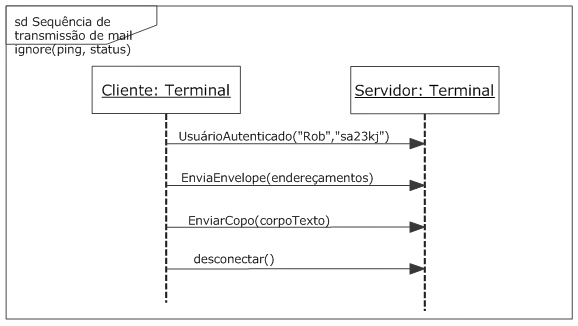 sd Sequência de
transmissão de mail
ignore(ping, status)
Cliente: Terminal
Servidor: Terminal
UsuárioAutenticado("Rob","sa23kj")
EnviaEnvelope(endereçamentos)
EnviarCopo(corpoTexto)
desconectar()